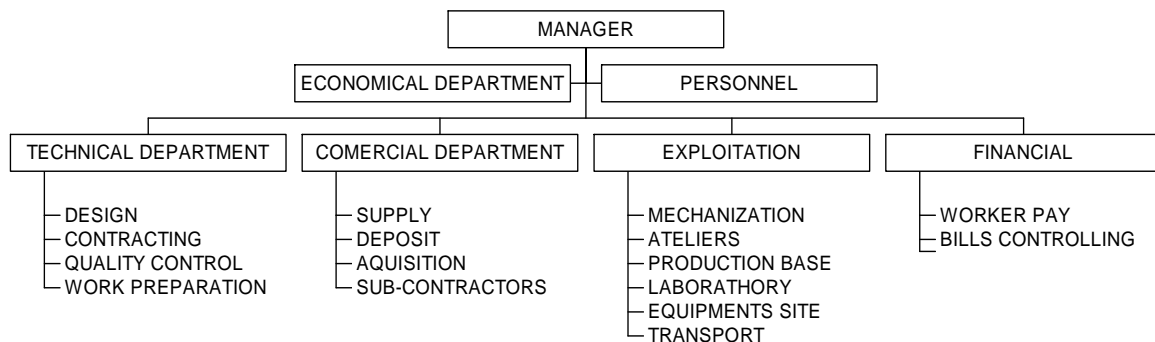 MANAGER
ECONOMICAL DEPARTMENT
PERSONNEL
TECHNICAL DEPARTMENT
COMERCIAL DEPARTMENT
EXPLOITATION
FINANCIAL
DESIGN
CONTRACTING
QUALITY CONTROL
WORK PREPARATION
SUPPLY
DEPOSIT
AQUISITION
SUB-CONTRACTORS
MECHANIZATION
ATELIERS
PRODUCTION BASE
LABORATHORY
EQUIPMENTS SITE
TRANSPORT
WORKER PAY
BILLS CONTROLLING